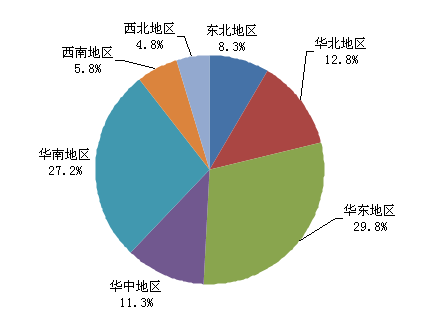 东北地区
8.3%
华北地区
12.8%
华东地区
29.8%
华中地区
11.3%
华南地区
27.2%
西南地区
5.8%
西北地区
4.8%